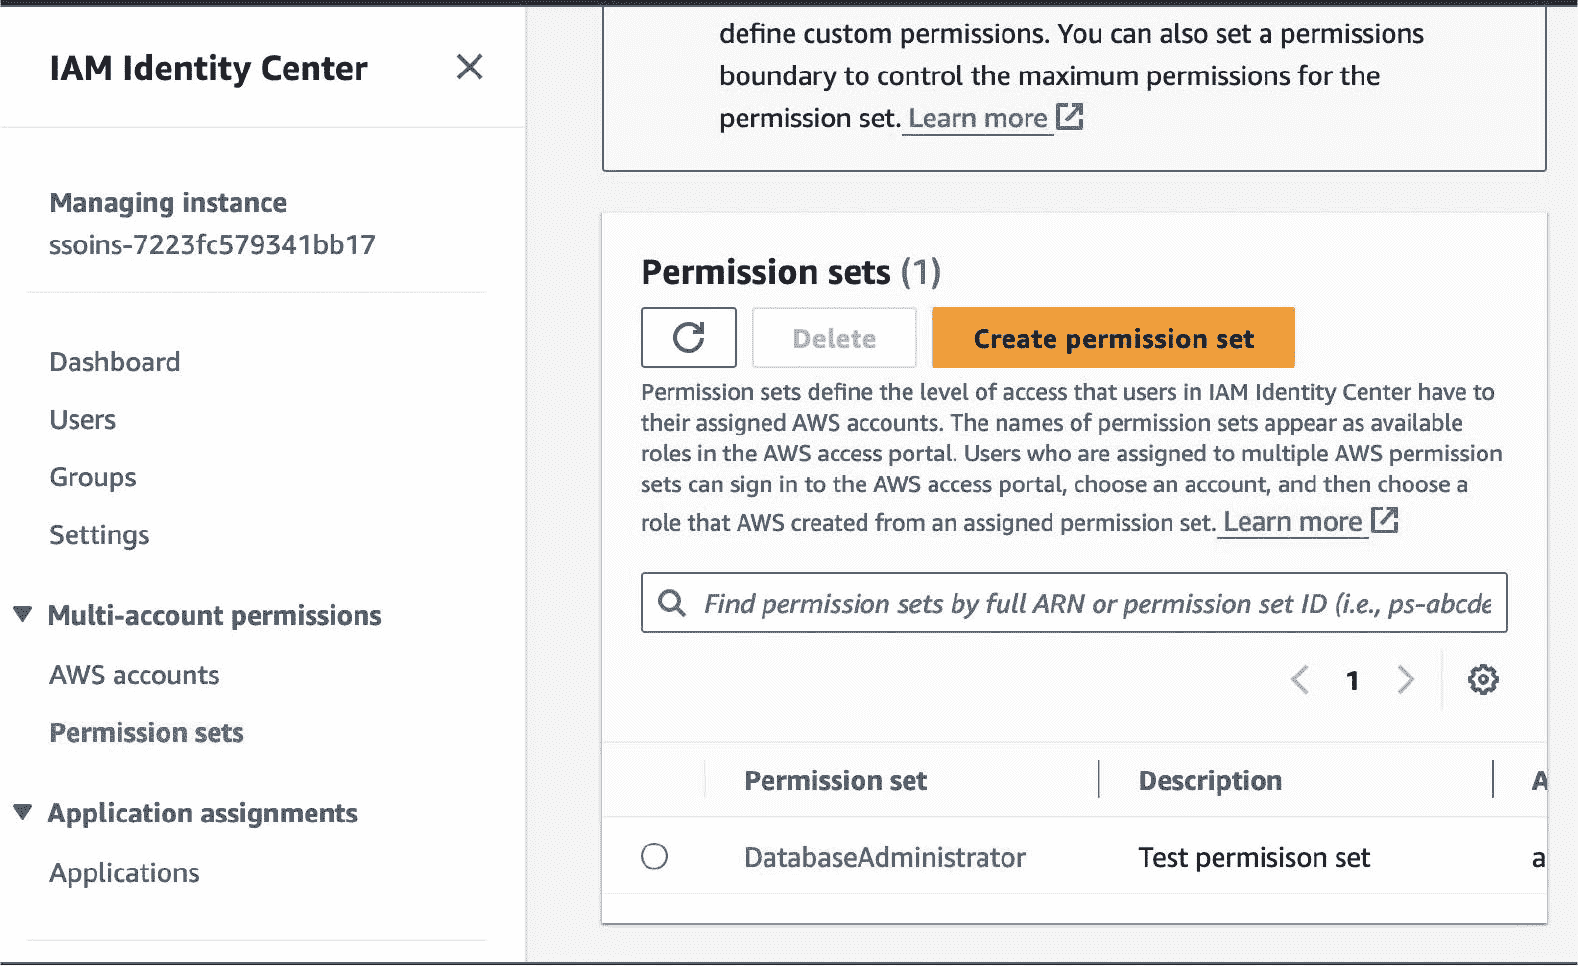 IAM Identity Center
Managing instance
ssoins-7223fc579341bb17
Dashboard
Users
Groups
Settings
Multi-account permissions
AWS accounts
Permission sets
Application assignments
Applications
define custom permissions. You can also set a permissions
boundary to control the maximum permissions for the
permission set. Learn more
Permission sets (1)
Delete
Create permission set
Permission sets define the level of access that users in IAM Identity Center have to
their assigned AWS accounts. The names of permission sets appear as available
roles in the AWS access portal. Users who are assigned to multiple AWS permission
sets can sign in to the AWS access portal, choose an account, and then choose a
role that AWS created from an assigned permission set. Learn more
Find permission sets by full ARN or permission set ID (i.e., ps-abcde
1
Permission set Description A
DatabaseAdministrator Test permisison set a